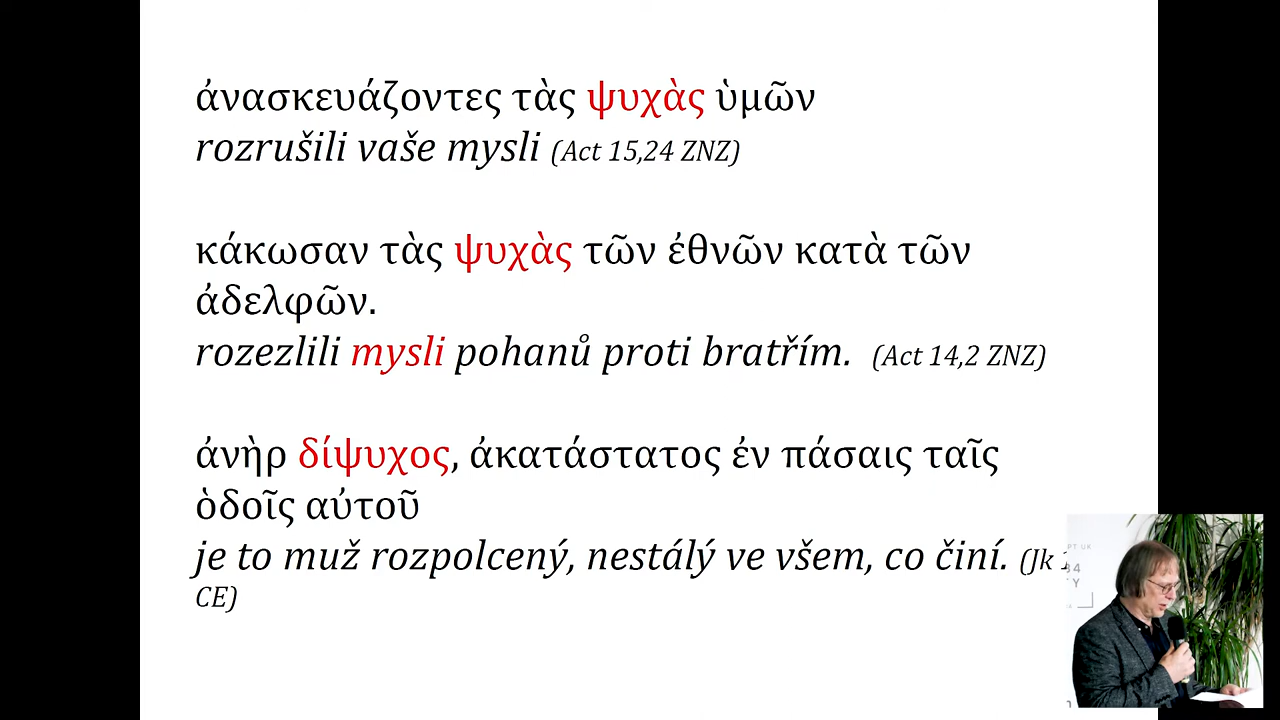 ἀνασκευάζοντες τὰς ψυχὰς ὑμῶν
rozrušili vaše mysli (Act 15,24 ZNZ)
κάκωσαν τὰς ψυχὰς τῶν ἐθνῶν κατὰ τῶν
ἀδελφῶν.
rozezlili mysli pohanů proti bratřím. (Act 14,2 ZNZ)
ἀνὴρ δίψυχος, ἀκατάστατος ἐν πάσαις ταῖς
ὁδοῖς αὐτοῦ
je to muž rozpolcený, nestálý ve všem, co činí. (Jk
CE)